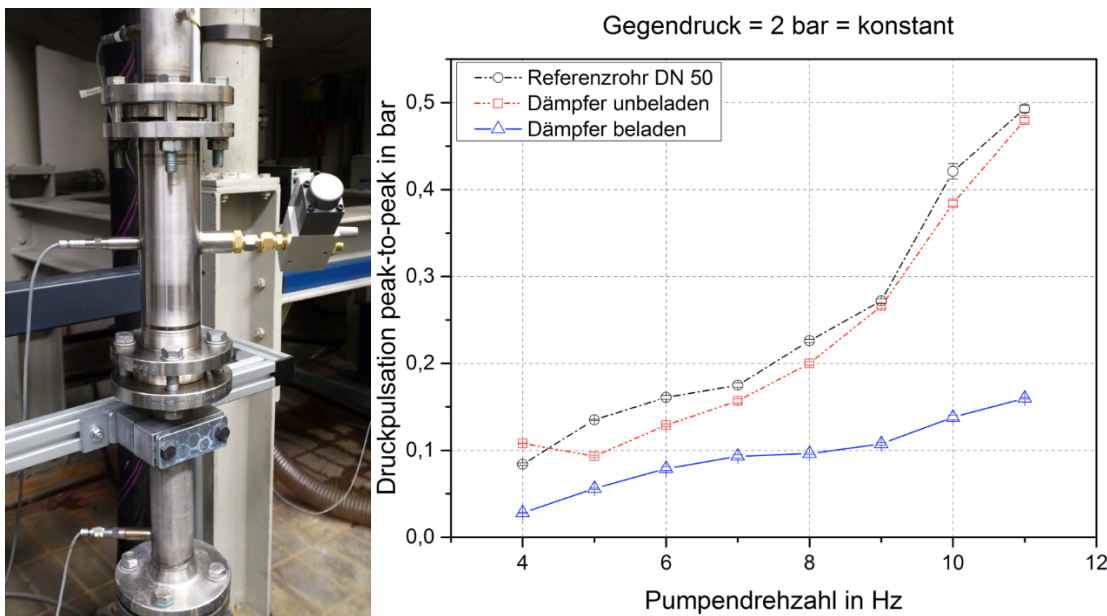 Gegendruck = 2 bar = konstant
Referenzrohr DN 50
Dämpfer unbeladen
Dämpfer beladen
Druckpulsation peak-to-peak in bar
0,5
0,4
0,3
0,2
0,1
0,0
4 6 8 10 12
Pumpendrehzahl in Hz